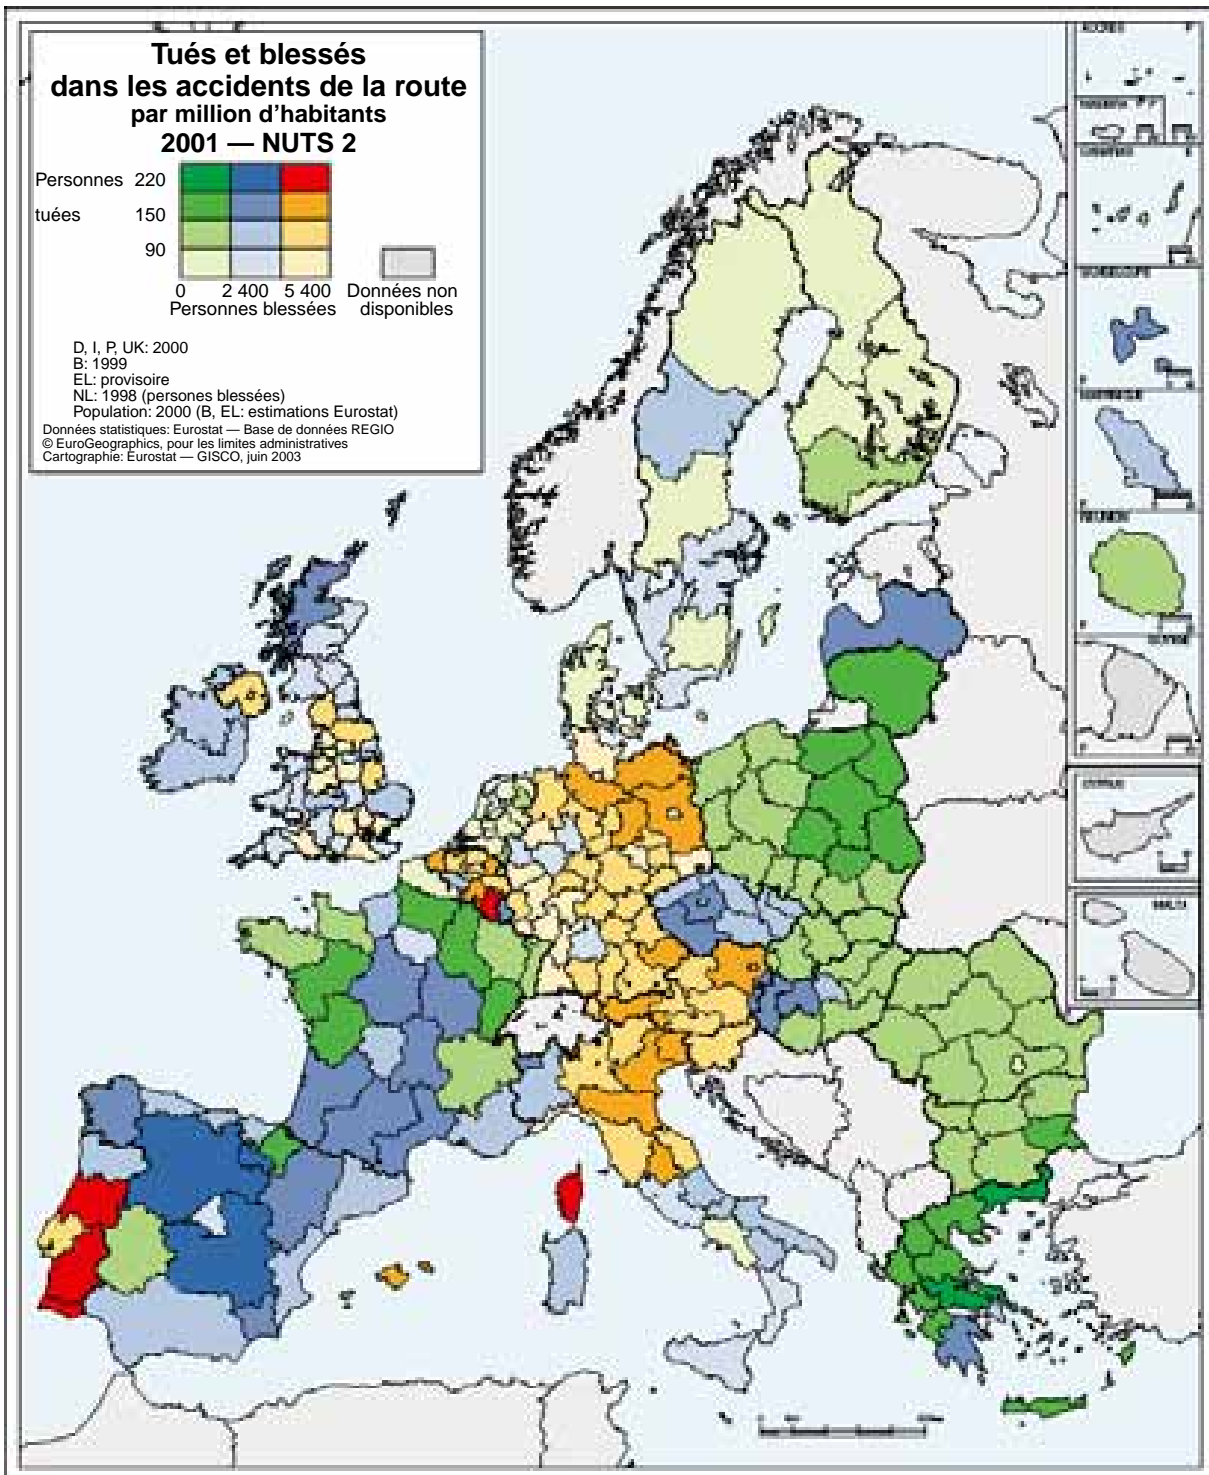 Tués et blessés
dans les accidents de la route
par million d'habitants
2001 — NUTS 2
Personnes 220
tuées 150
90
0 2 400 5 400
Personnes blessées
Données non
disponibles
D, I, P, UK: 2000
B: 1999
EL: provisoire
NL: 1998 (persones blessées)
Population: 2000 (B, EL: estimations Eurostat)
Données statistiques: Eurostat — Base de données REGIO
© EuroGeographics, pour les limites administratives
Cartographie: Eurostat — GISCO, juin 2003